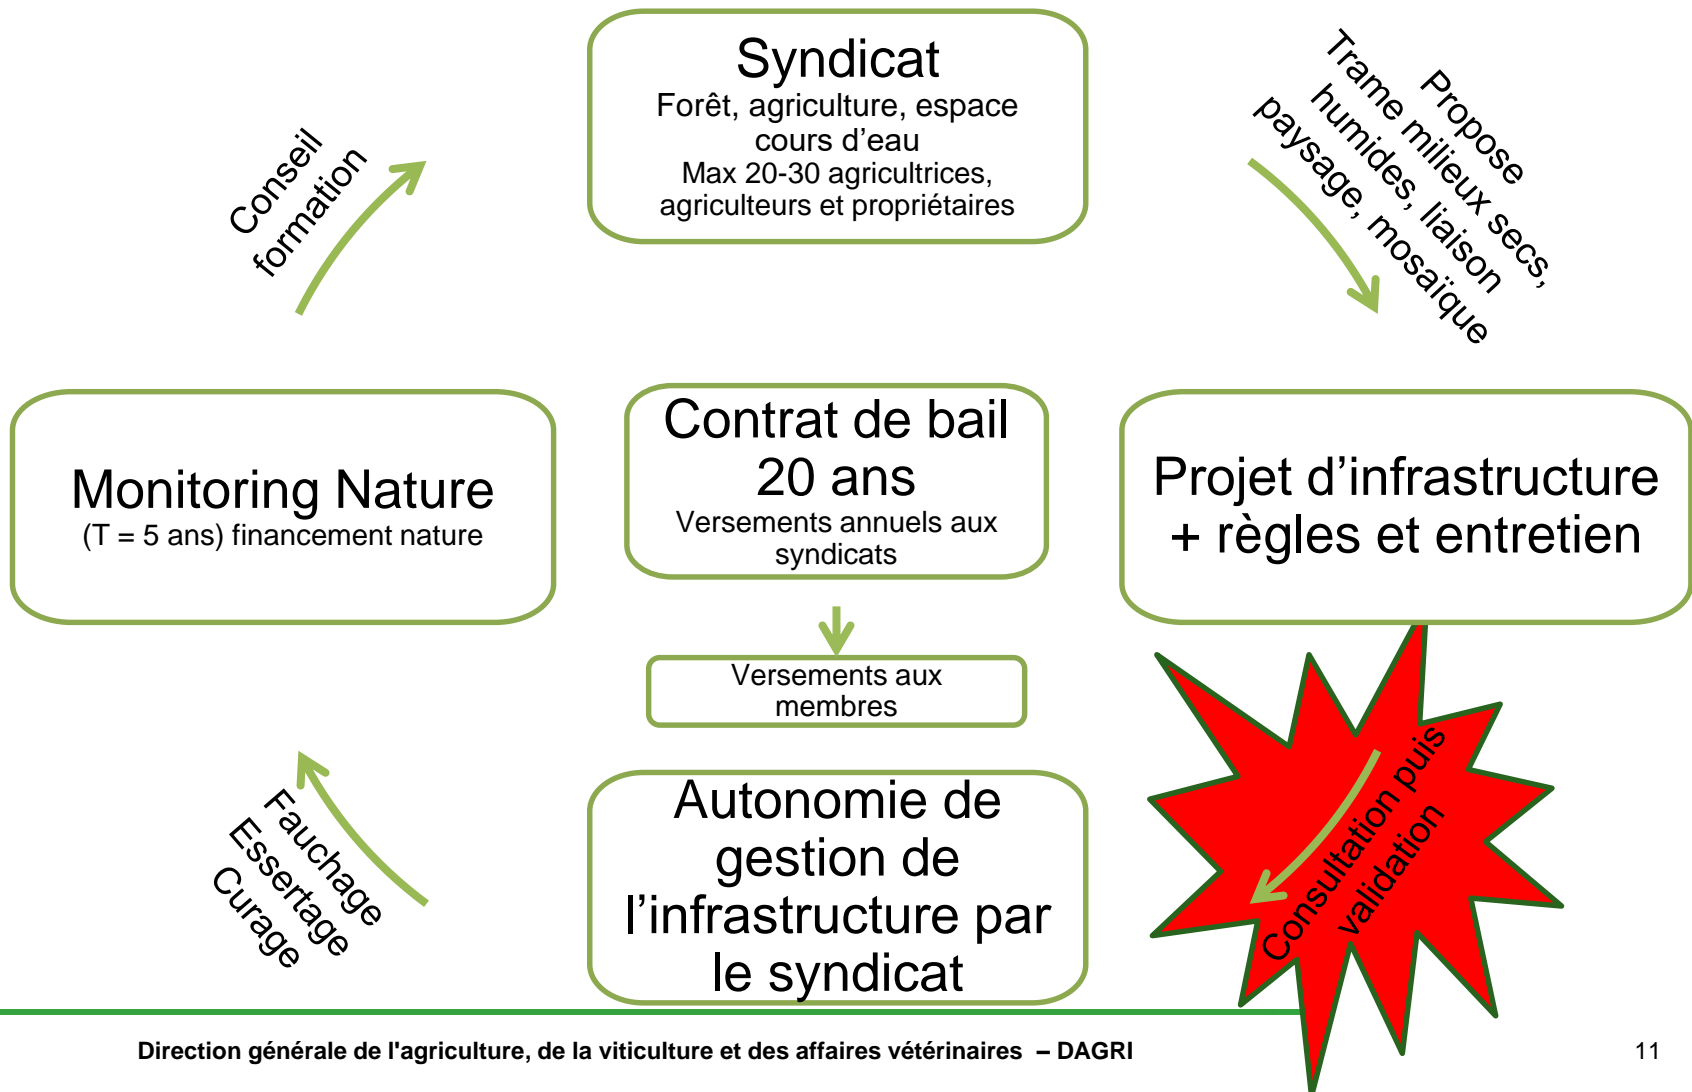 Syndicat
Forêt, agriculture, espace
cours d’eau
Max 20-30 agricultrices,
agriculteurs et propriétaires
Propose
Trame milieux secs,
humides, liaison
paysage, mosaïque
Conseil
formation
Monitoring Nature
(T = 5 ans) financement nature
Contrat de bail
20 ans
Versements annuels aux
syndicats
Projet d’infrastructure
+ règles et entretien
Versements aux
membres
Consultation puis
validation
Autonomie de
gestion de
l’infrastructure par
le syndicat
Fauchage
Essertage
Curage
Direction générale de l'agriculture, de la viticulture et des affaires vétérinaires – DAGRI
11